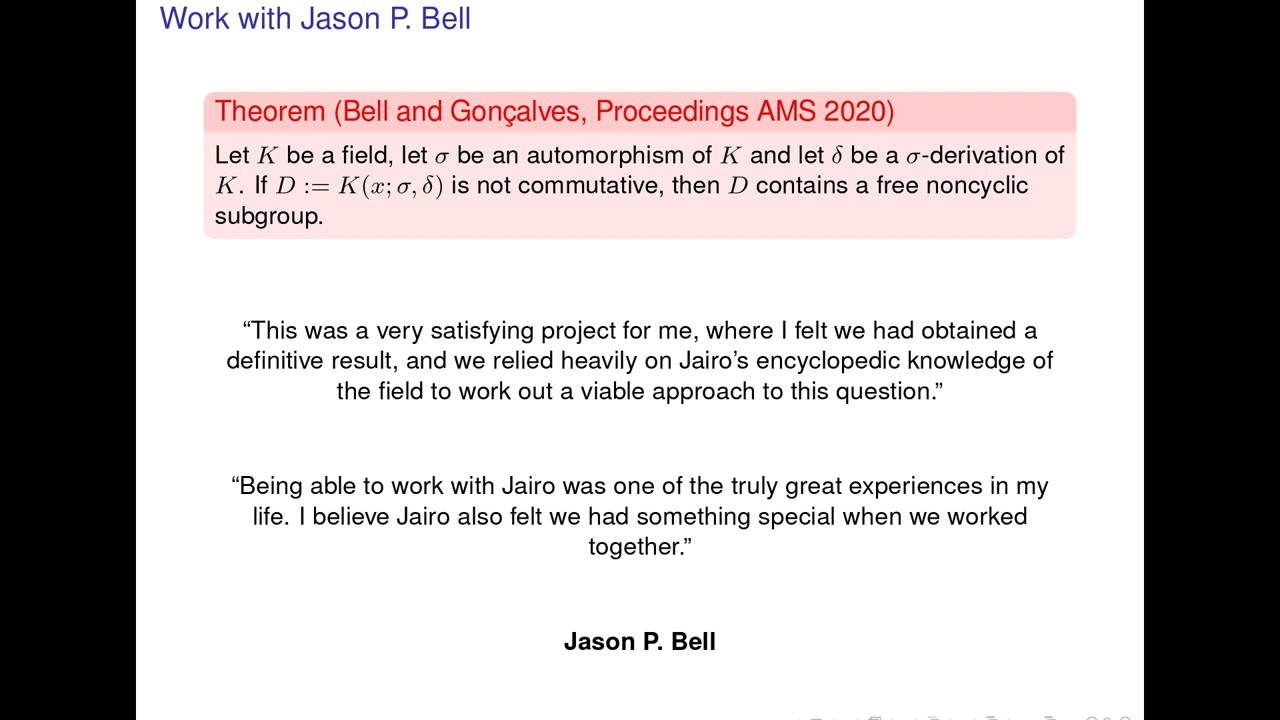 Work with Jason P. Bell
Theorem (Bell and Gonçalves, Proceedings AMS 2020)
Let K be a field, let σ be an automorphism of K and let δ be a σ-derivation of
K. If D := K(x; σ, δ) is not commutative, then D contains a free noncyclic
subgroup.
“This was a very satisfying project for me, where I felt we had obtained a
definitive result, and we relied heavily on Jairo’s encyclopedic knowledge of
the field to work out a viable approach to this question.”
“Being able to work with Jairo was one of the truly great experiences in my
life. I believe Jairo also felt we had something special when we worked
together.”
Jason P. Bell